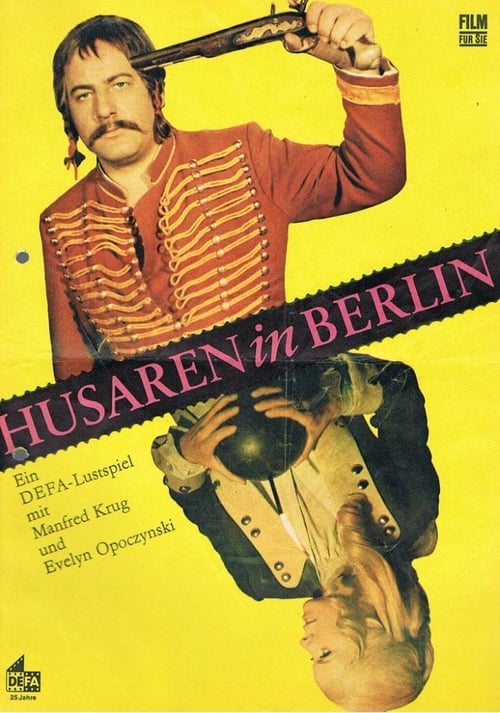 FILM
FÜR SIE
HUSAREN in BERLIN
Ein
DEFA-Lustspiel
mit
Manfred Krug
und
Evelyn Opoczynski
DEFA
25 Jahre